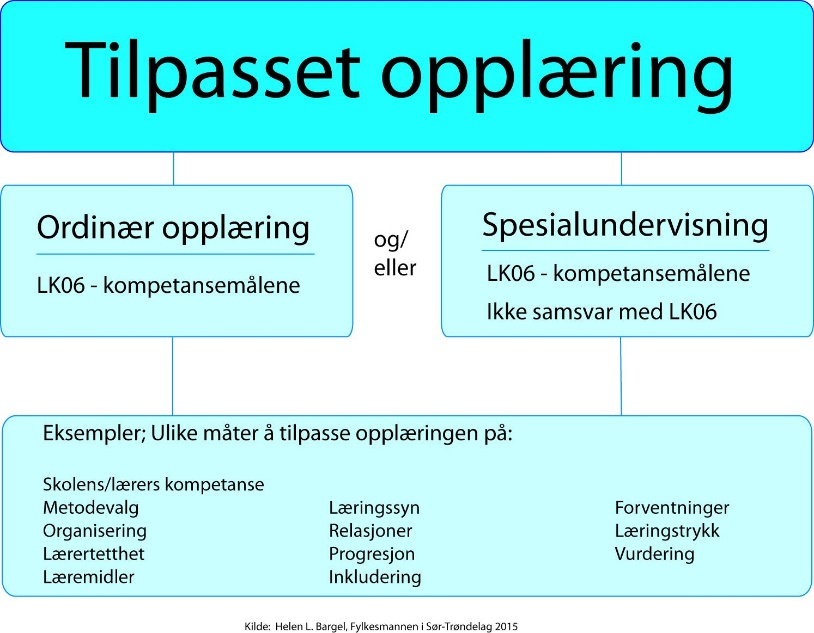 Tilpasset opplæring
Ordinær opplæring
LK06 - kompetansemålene
og/
eller
Spesialundervisning
LK06 - kompetansemålene
Ikke samsvar med LK06
Eksempler; Ulike måter å tilpasse opplæringen på:
Skolens/lærers kompetanse
Metodevalg
Organisering
Lærertetthet
Læremidler
Læringssyn
Relasjoner
Progresjon
Inkludering
Forventninger
Læringstrykk
Vurdering
Kilde: Helen L. Bargel, Fylkesmannen i Sør-Trøndelag 2015